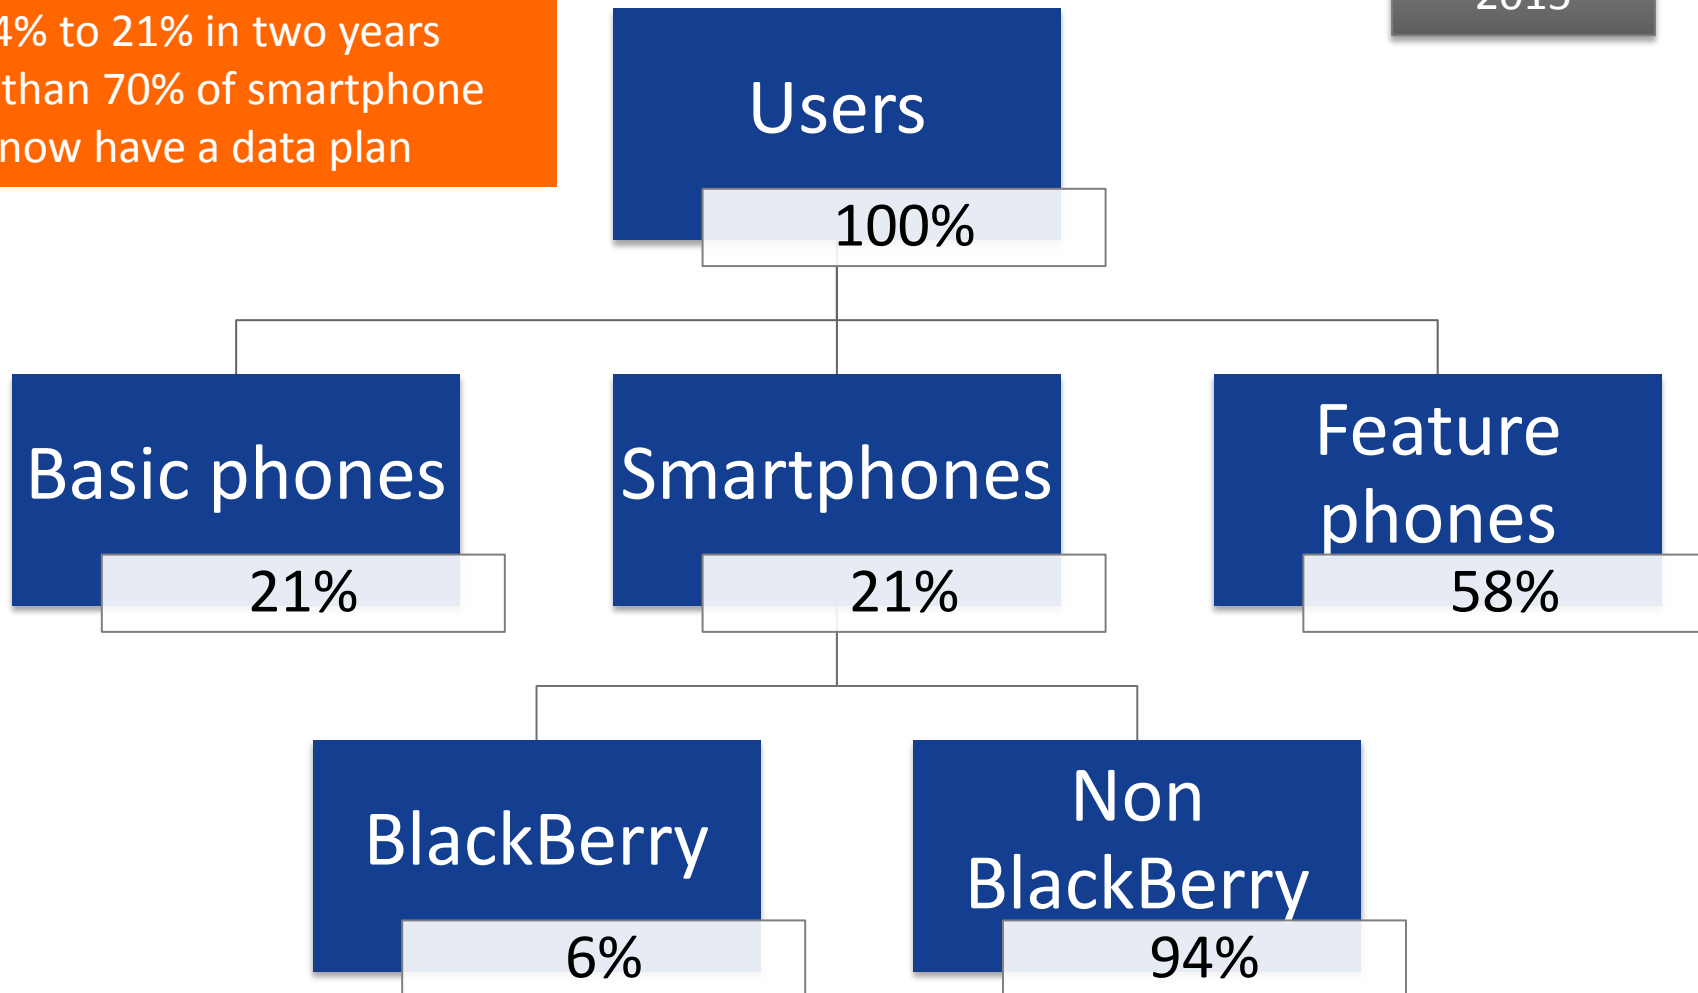 4% to 21% in two years
than 70% of smartphone
now have a data plan
Users
100%
Basic phones
21%
Smartphones
21%
Feature
phones
58%
BlackBerry
6%
Non
BlackBerry
94%